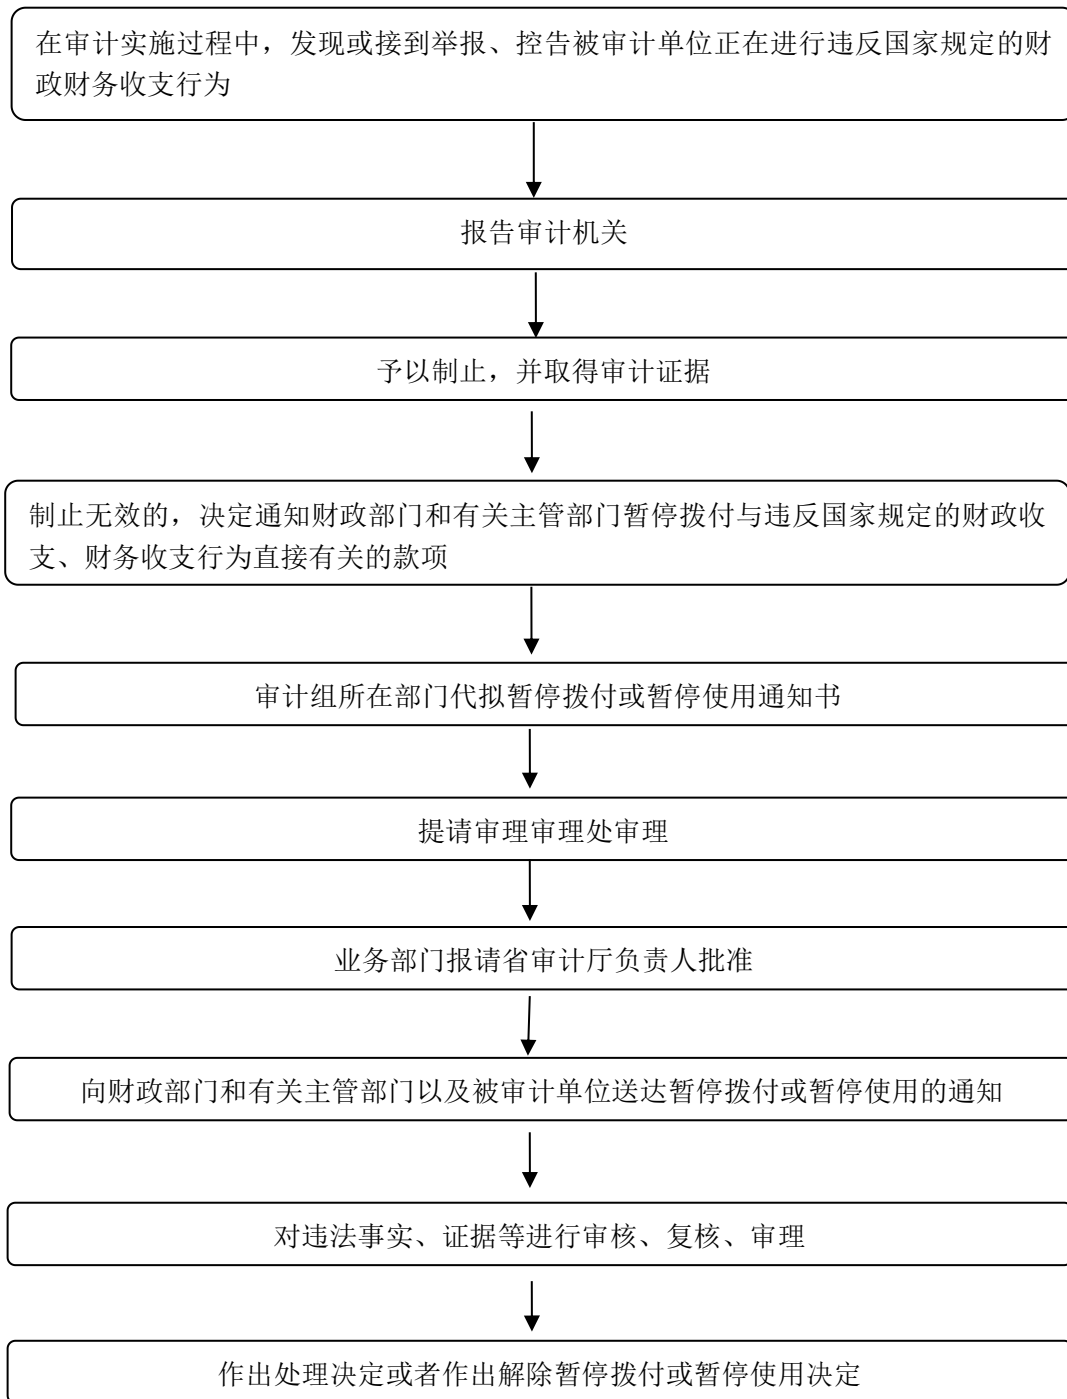 在审计实施过程中，发现或接到举报、控告被审计单位正在进行违反国家规定的财
政财务收支行为
报告审计机关
予以制止，并取得审计证据
制止无效的，决定通知财政部门和有关主管部门暂停拨付与违反国家规定的财政收
支、财务收支行为直接有关的款项
审计组所在部门代拟暂停拨付或暂停使用通知书
提请审理审理处审理
业务部门报请省审计厅负责人批准
向财政部门和有关主管部门以及被审计单位送达暂停拨付或暂停使用的通知
对违法事实、证据等进行审核、复核、审理
作出处理决定或者作出解除暂停拨付或暂停使用决定